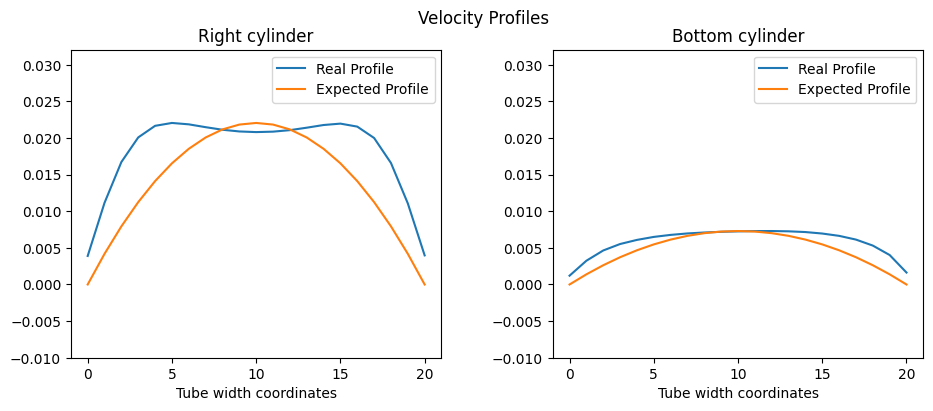 Velocity Profiles
Right cylinder
Real Profile
Expected Profile
0.030
0.025
0.020
0.015
0.010
0.005
0.000
−0.005
−0.010
0 5 10 15 20
Tube width coordinates
Bottom cylinder
Real Profile
Expected Profile
0.030
0.025
0.020
0.015
0.010
0.005
0.000
−0.005
−0.010
0 5 10 15 20
Tube width coordinates